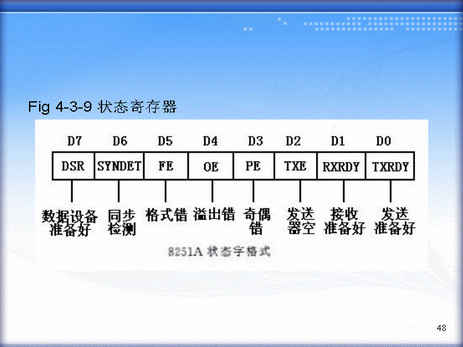 Fig 4-3-9 状态寄存器
D7 D6 D5 D4 D3 D2 D1 D0
DSR SYNDET FE OE PE TXE RXRDY TXRDY
数据设备 同步 格式错 溢出错 奇偶 发送 接收 发送
准备好 检测 错 器空 准备好 准备好
8251A 状态字格式
48